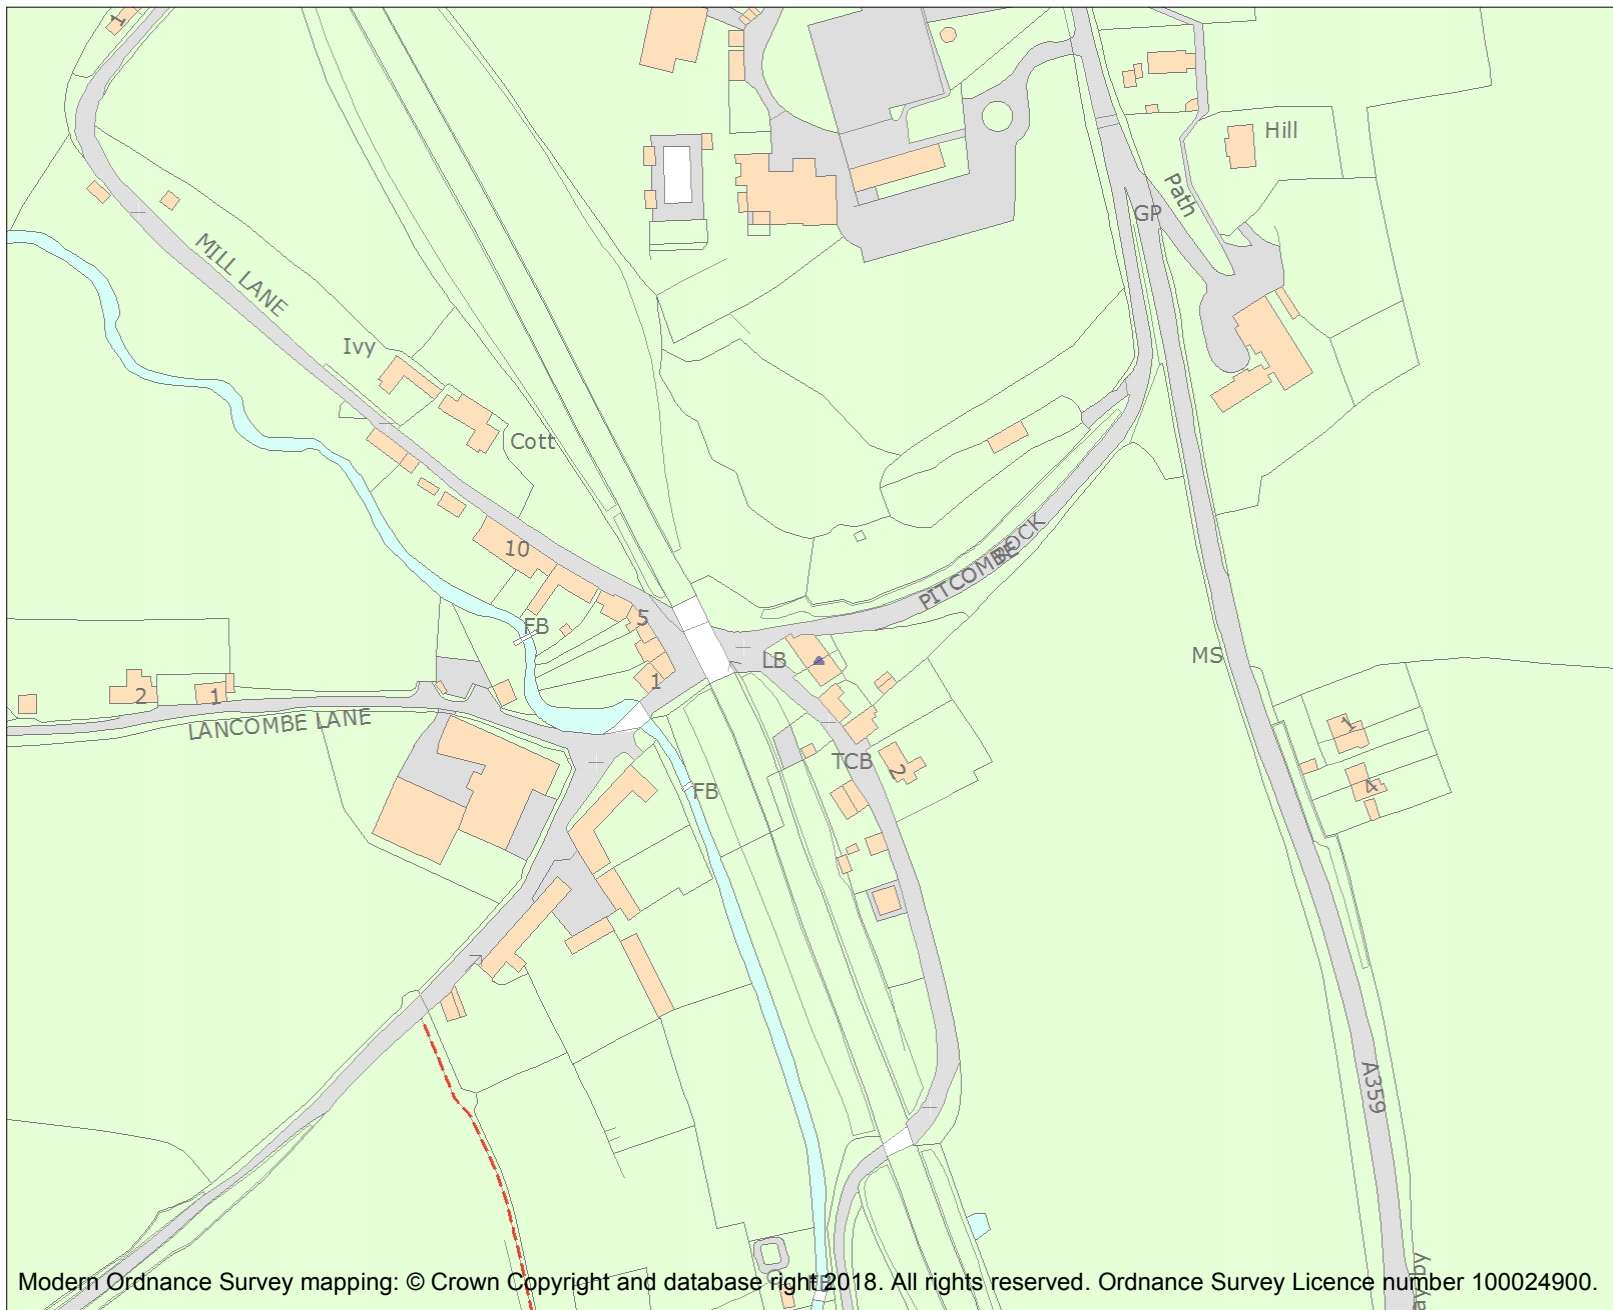 1
Hill
Path
GP
MILL LANE
Ivy
Cott
10
PITCOMBE
ROCK
FB
5
LB
MS
1
2
1
LANCOMBE LANE
1
TCB
2
FB
4
A359
Modern Ordnance Survey mapping: © Crown Copyright and database right 2018. All rights reserved. Ordnance Survey Licence number 100024900.